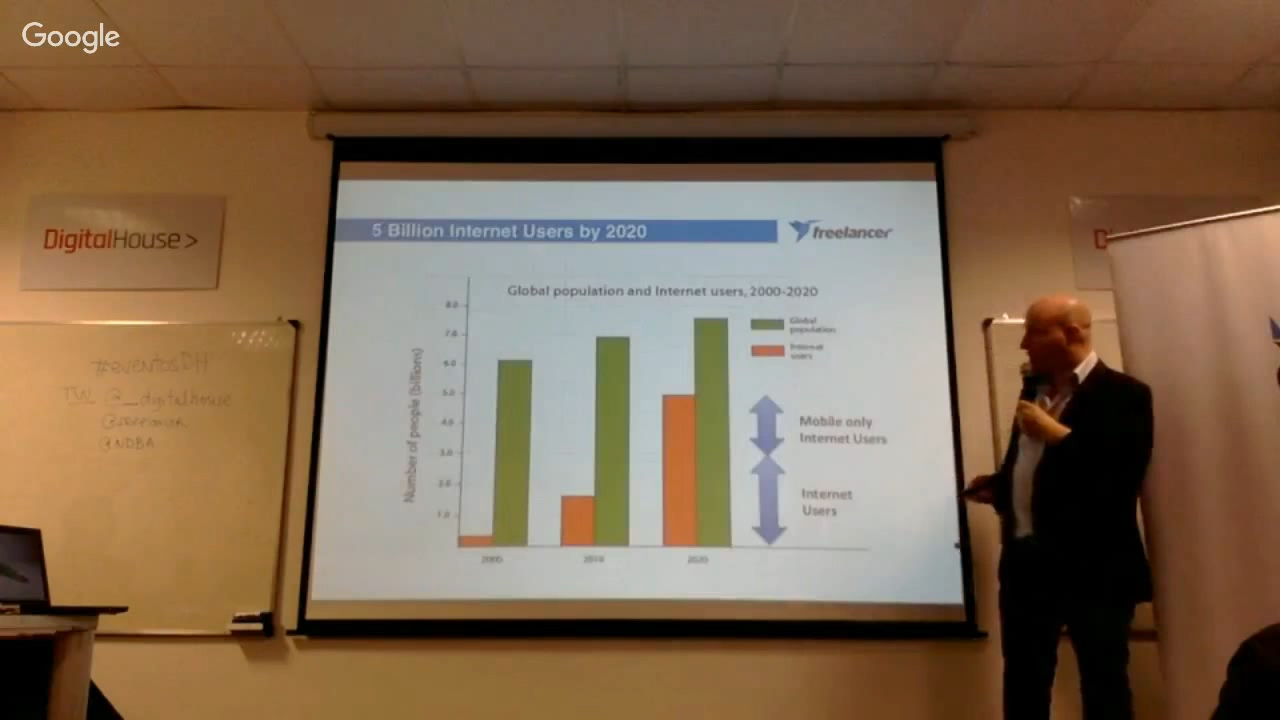 Google
DigitalHouse>
#eventosDH
TW @_digitalhouse
@NDBA
5 Billion Internet Users by 2020
freelancer
Global population and Internet users, 2000-2020
Number of people (billions)
8.0
7.0
6.0
5.0
4.0
3.0
2.0
1.0
2000
2010
2020
Global
population
Internet
users
Mobile only
Internet Users
Internet
Users